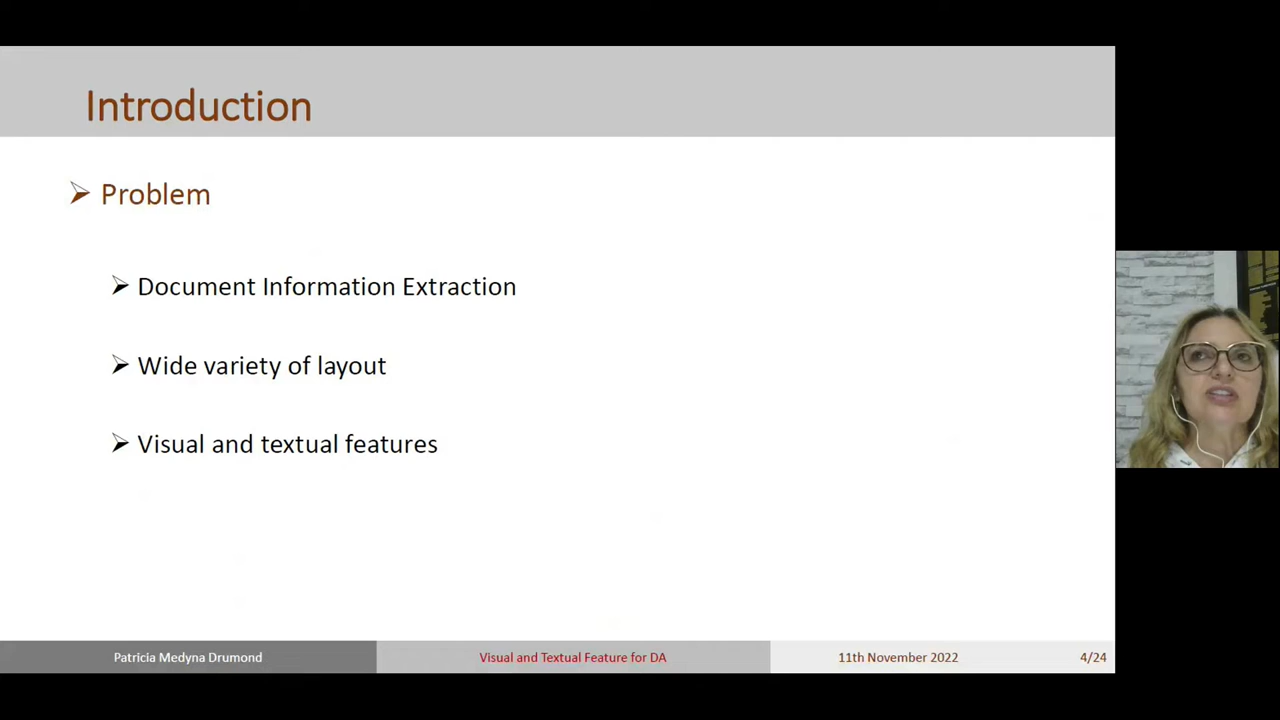 Introduction
Problem
Document Information Extraction
Wide variety of layout
Visual and textual features
Patricia Medyna Drumond
Visual and Textual Feature for DA
11th November 2022
4/24